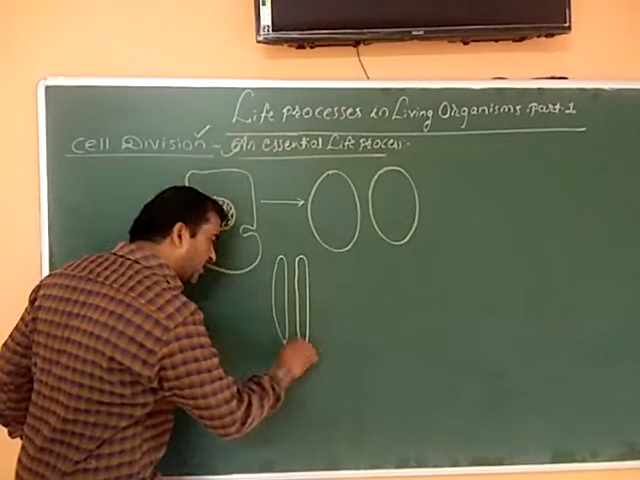 Life Processes in Living Organisms Part-1
Cell Division - An essential Life Process.